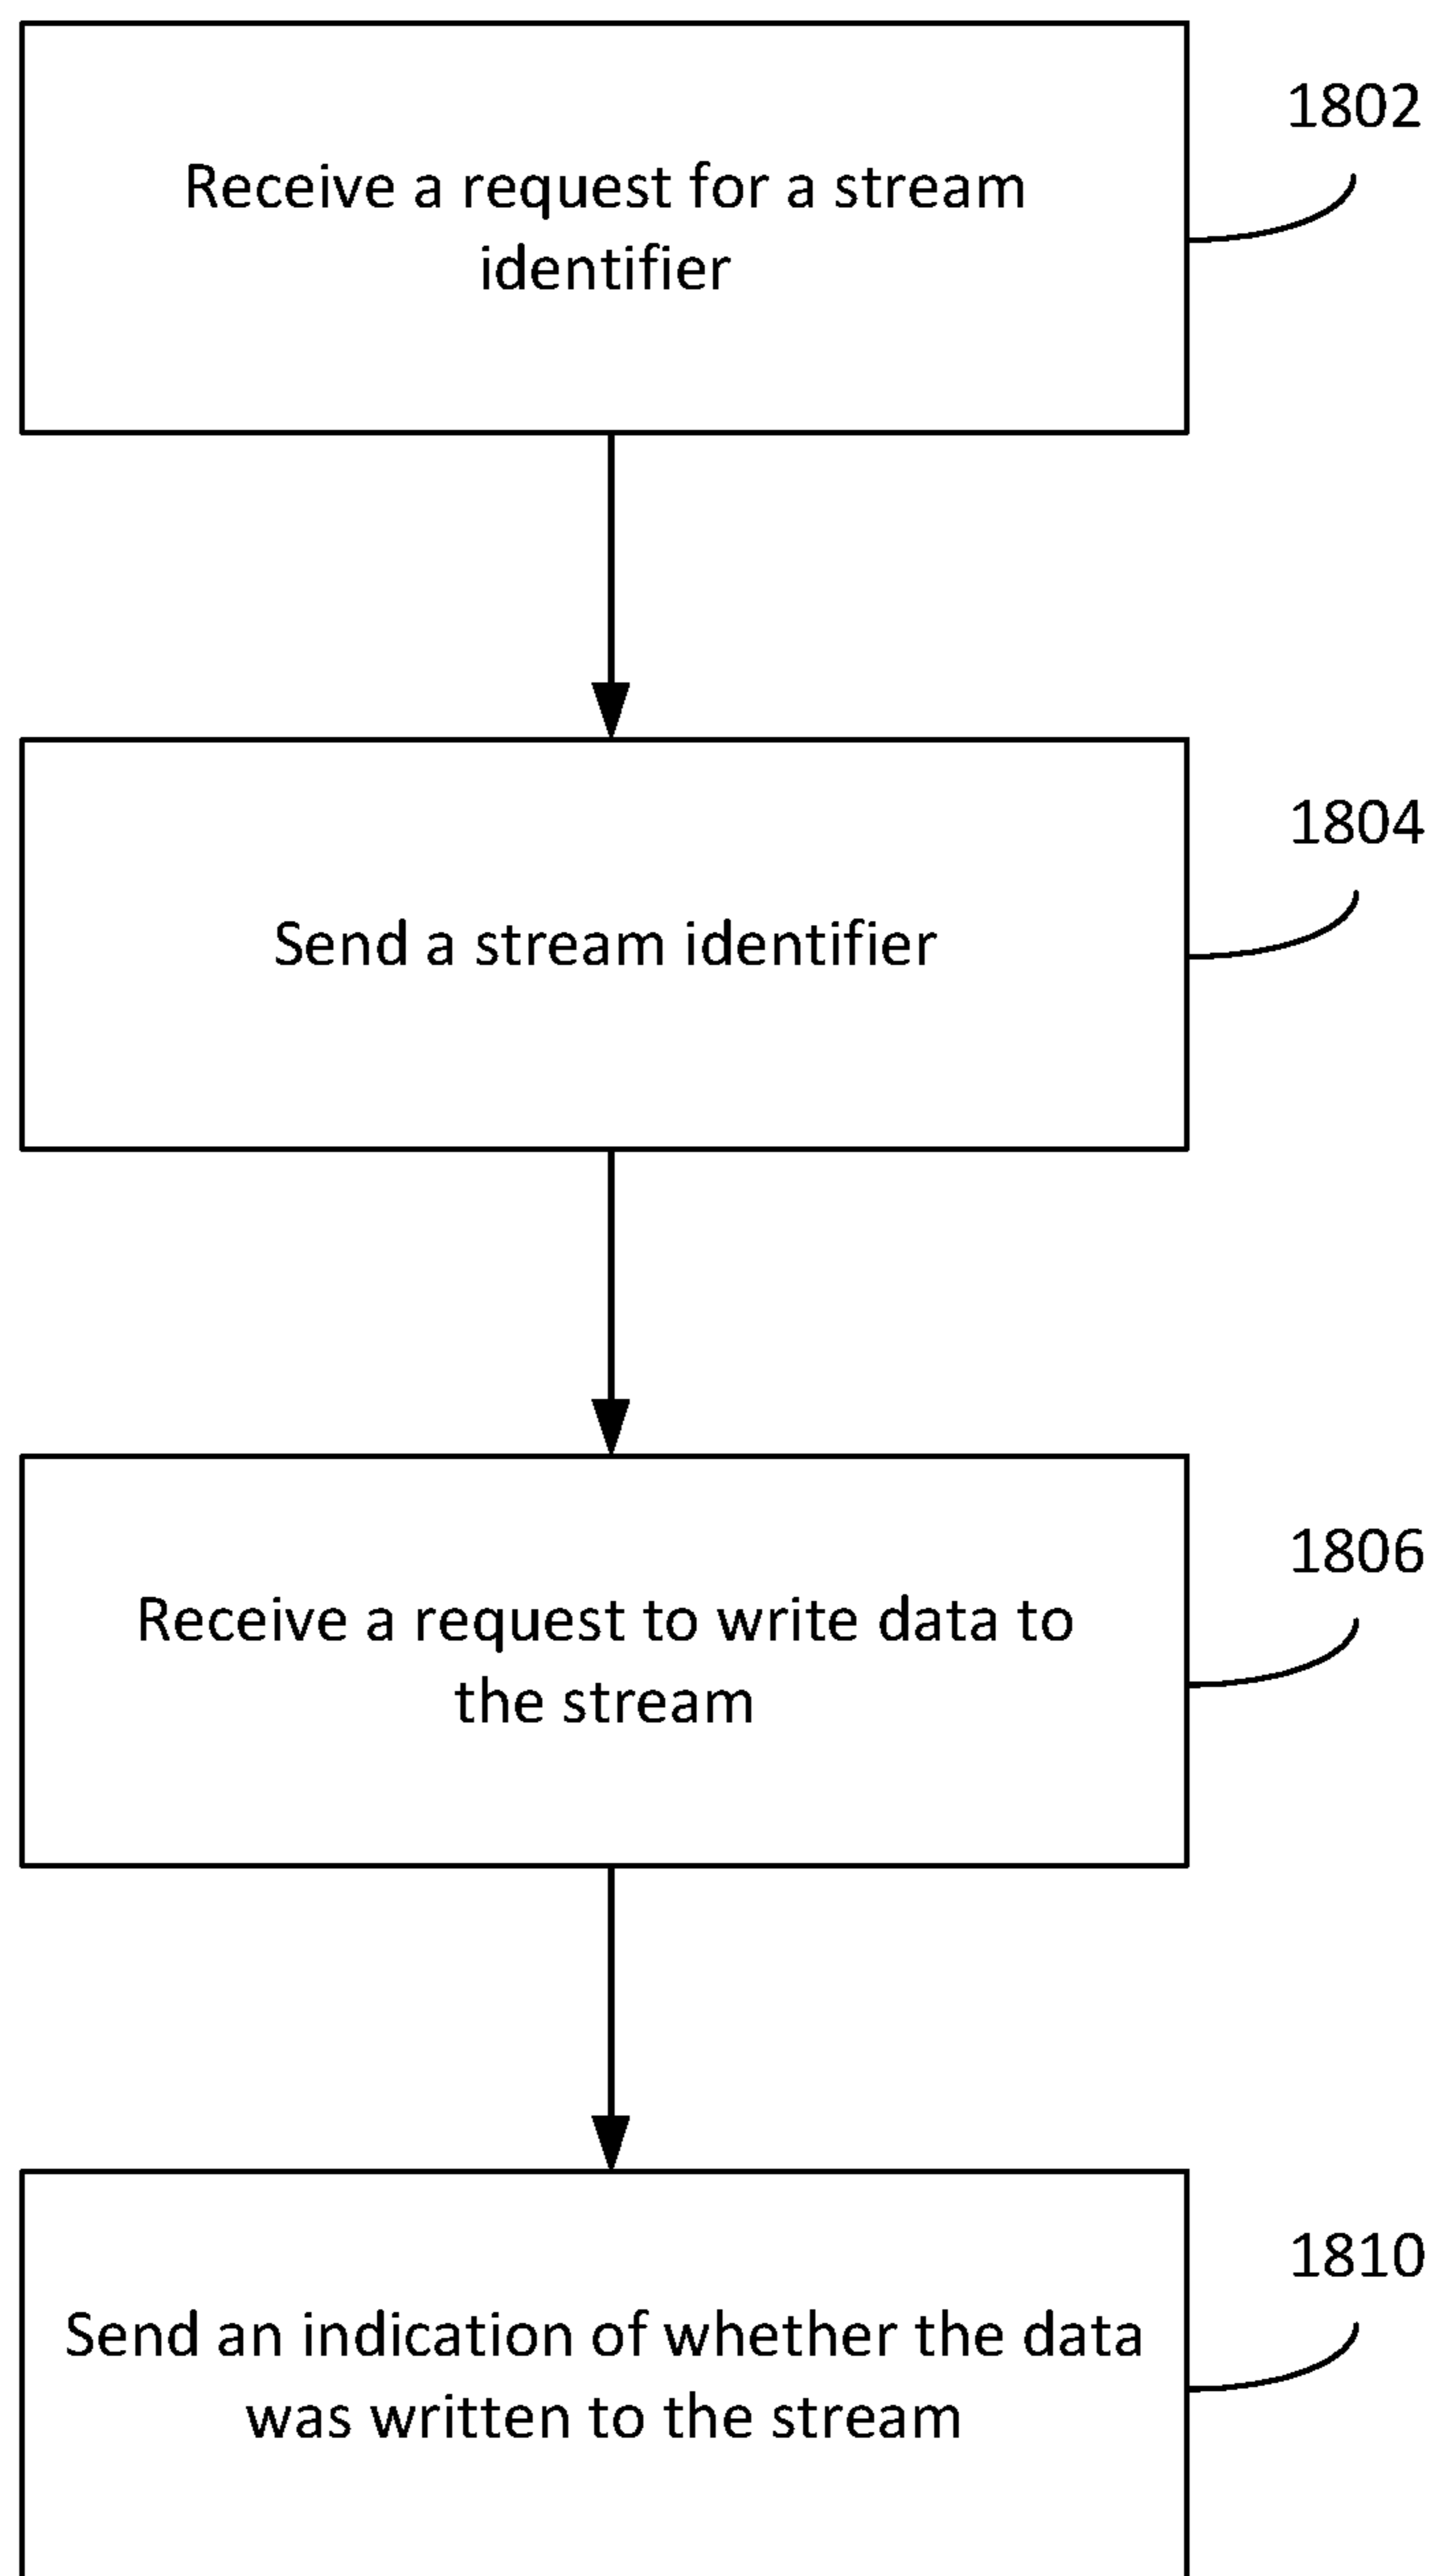 1802
Receive a request for a stream
identifier
1804
Send a stream identifier
1806
Receive a request to write data to
the stream
1810
Send an indication of whether the data
was written to the stream